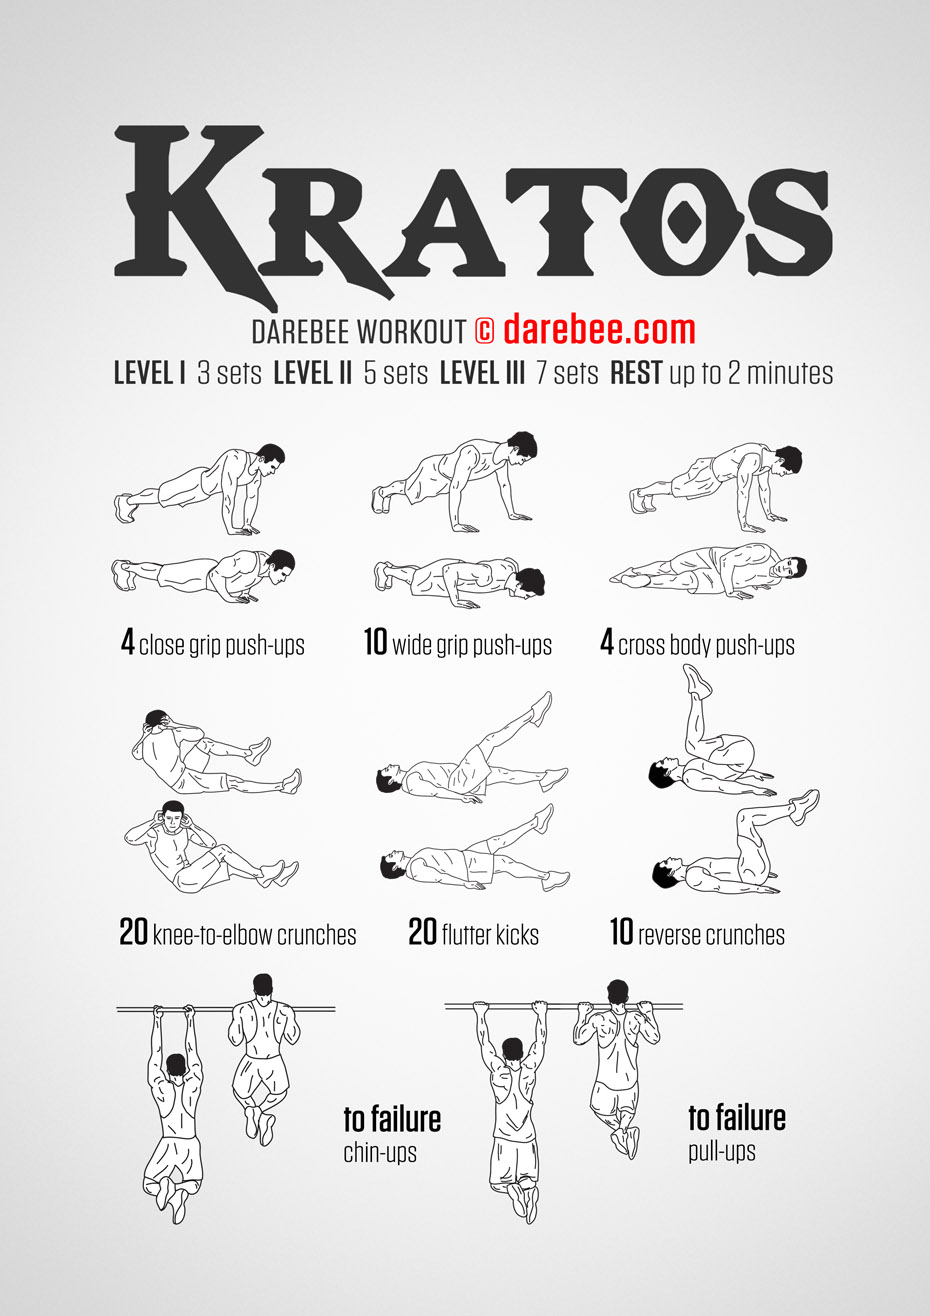 KRATOS
DAREBEE WORKOUT © darebee.com
LEVEL I 3 sets LEVEL II 5 sets LEVEL III 7 sets REST up to 2 minutes
4 close grip push-ups
10 wide grip push-ups
4 cross body push-ups
20 knee-to-elbow crunches
20 flutter kicks
10 reverse crunches
to failure
chin-ups
to failure
pull-ups